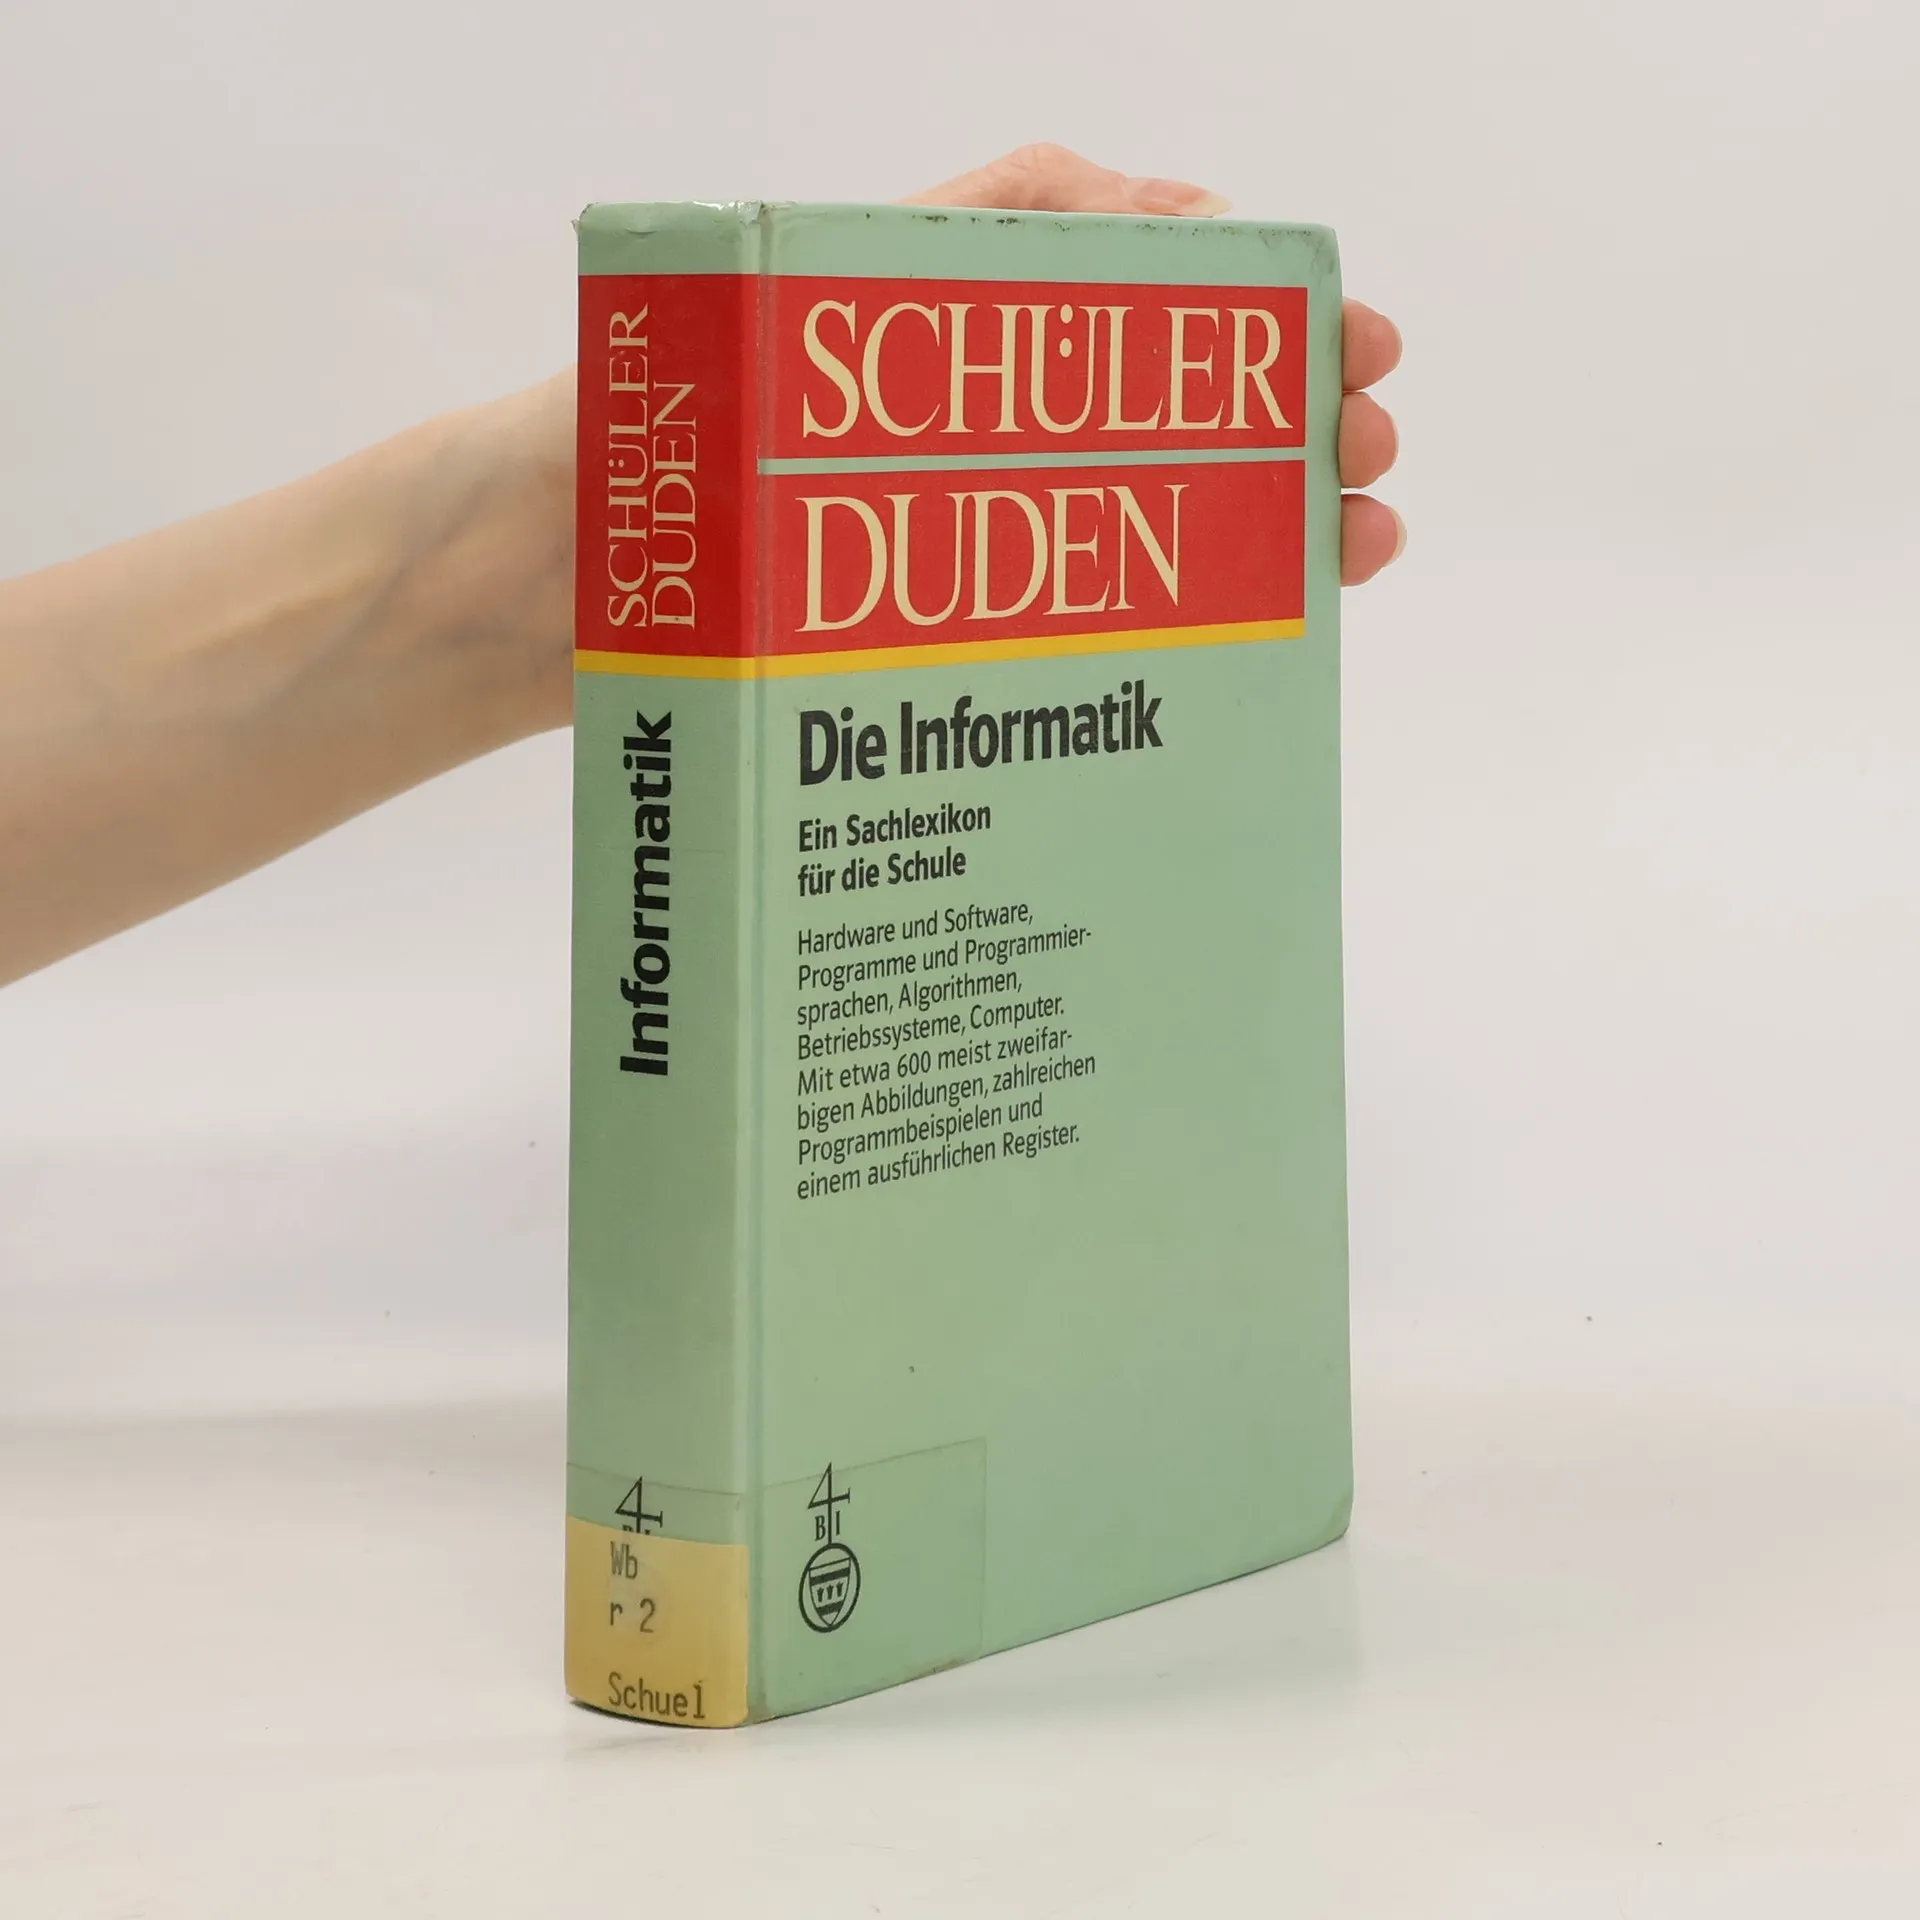 SCHÜLER
DUDEN
Informatik
4
Wb
r 2
Schuel
SCHÜLER
DUDEN
Die Informatik
Ein Sachlexikon
für die Schule
Hardware und Software,
Programme und Programmier-
sprachen, Algorithmen,
Betriebssysteme, Computer.
Mit etwa 600 meist zweifar-
bigen Abbildungen, zahlreichen
Programmbeispielen und
einem ausführlichen Register.
4
B I